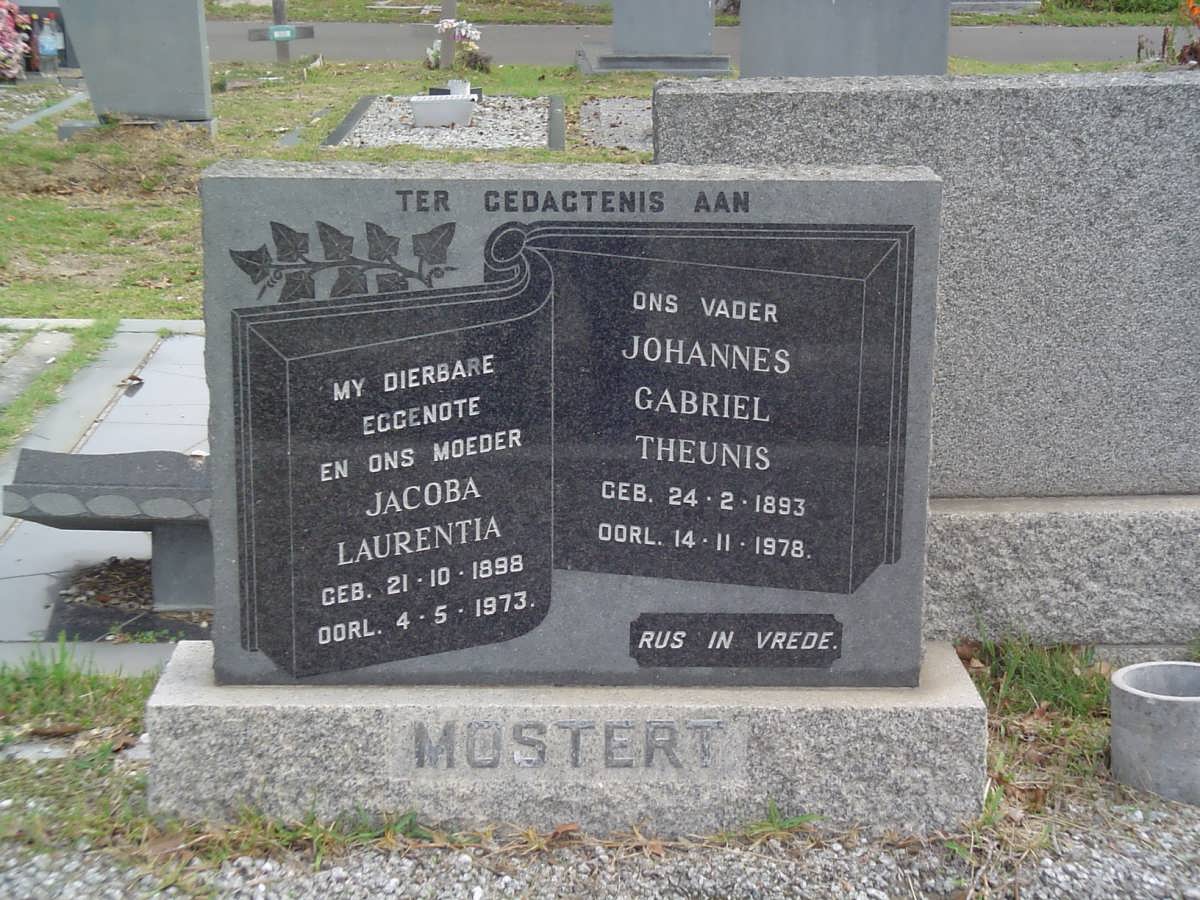 TER GEDAGTENIS AAN
MY DIERBARE
EGGENOTE
EN ONS MOEDER
JACOBA
LAURENTIA
GEB. 21·10·1898
OORL. 4·5·1973.
ONS VADER
JOHANNES
GABRIEL
THEUNIS
GEB. 24·2·1893
OORL. 14·11·1978.
RUS IN VREDE.
MOSTERT